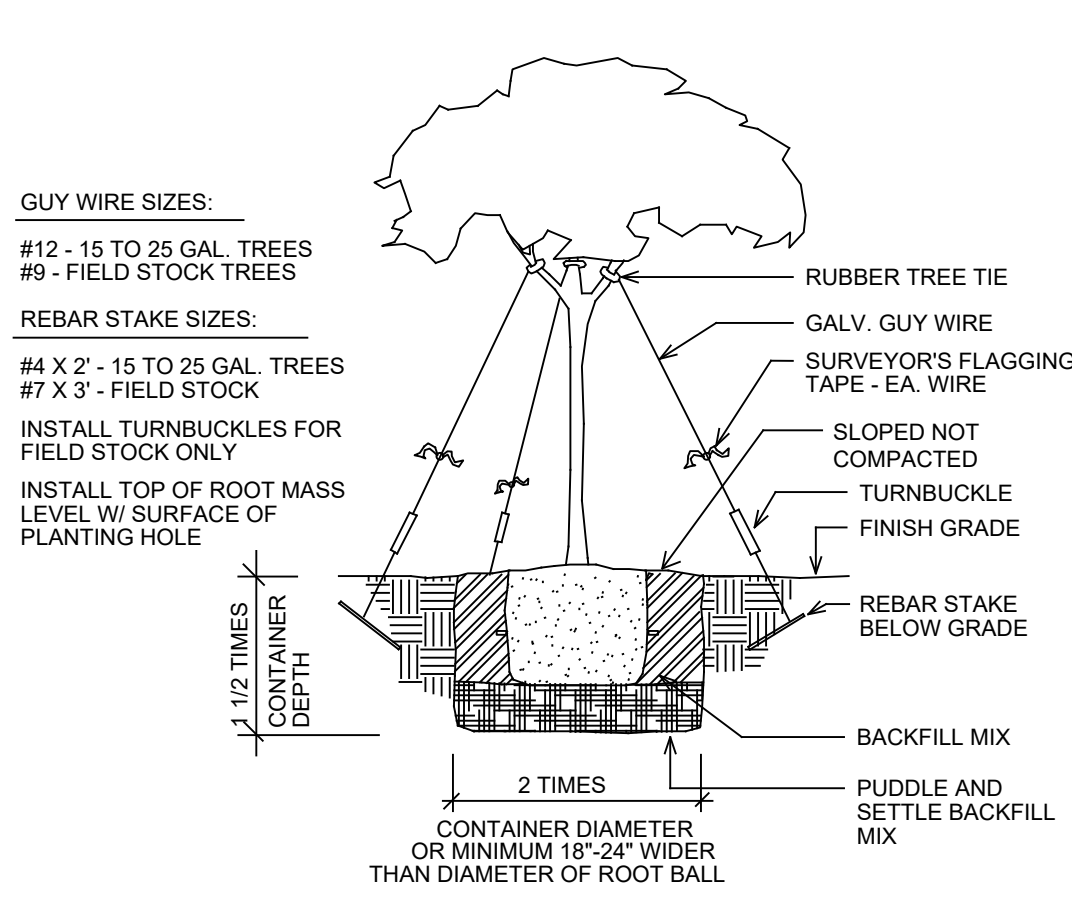 GUY WIRE SIZES:
#12 - 15 TO 25 GAL. TREES
#9 - FIELD STOCK TREES
REBAR STAKE SIZES:
#4 X 2' - 15 TO 25 GAL. TREES
#7 X 3' - FIELD STOCK
INSTALL TURNBUCKLES FOR
FIELD STOCK ONLY
INSTALL TOP OF ROOT MASS
LEVEL W/ SURFACE OF
PLANTING HOLE
1 1/2 TIMES
CONTAINER
DEPTH
RUBBER TREE TIE
GALV. GUY WIRE
SURVEYOR'S FLAGGING
TAPE - EA. WIRE
SLOPED NOT
COMPACTED
TURNBUCKLE
FINISH GRADE
REBAR STAKE
BELOW GRADE
BACKFILL MIX
PUDDLE AND
SETTLE BACKFILL
MIX
2 TIMES
CONTAINER DIAMETER
OR MINIMUM 18"-24" WIDER
THAN DIAMETER OF ROOT BALL